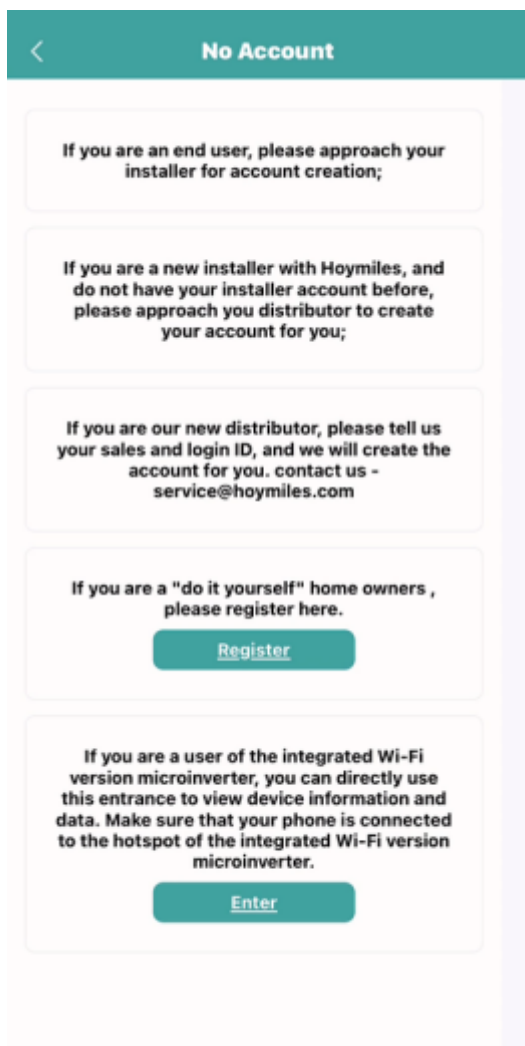 No Account
If you are an end user, please approach your
installer for account creation;
If you are a new installer with Hoymiles, and
do not have your installer account before,
please approach you distributor to create
your account for you;
If you are our new distributor, please tell us
your sales and login ID, and we will create the
account for you. contact us -
service@hoymiles.com
If you are a "do it yourself" home owners ,
please register here.
Register
If you are a user of the integrated Wi-Fi
version microinverter, you can directly use
this entrance to view device information and
data. Make sure that your phone is connected
to the hotspot of the integrated Wi-Fi version
microinverter.
Enter